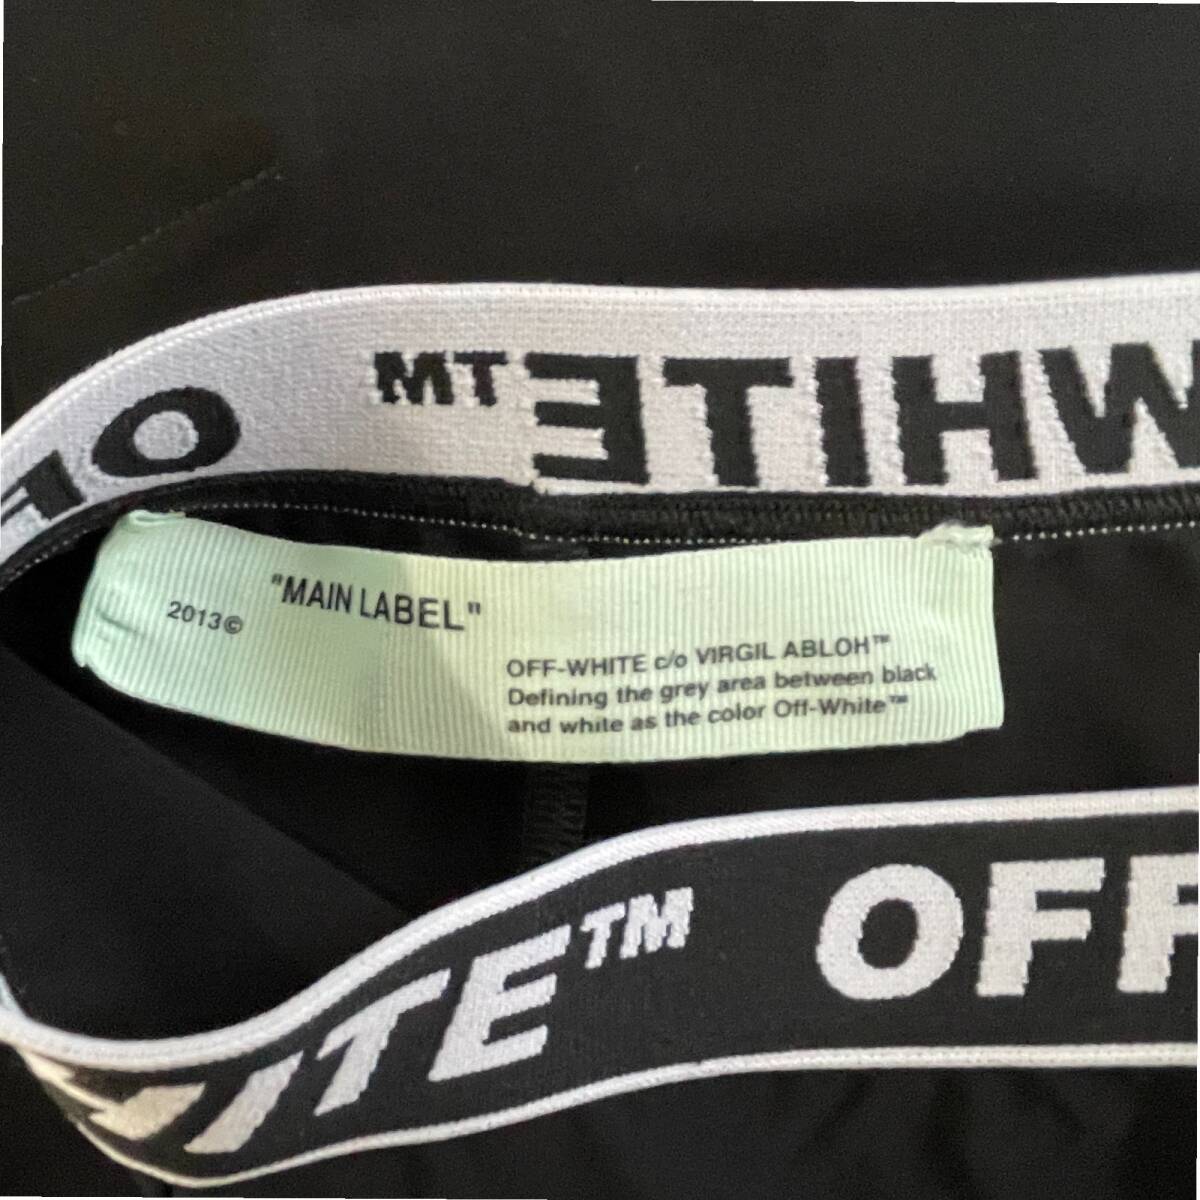 WHITE™
OF
2013©
"MAIN LABEL"
OFF-WHITE c/o VIRGIL ABLOH™
Defining the grey area between black
and white as the color Off-White™
ITE™
OFF